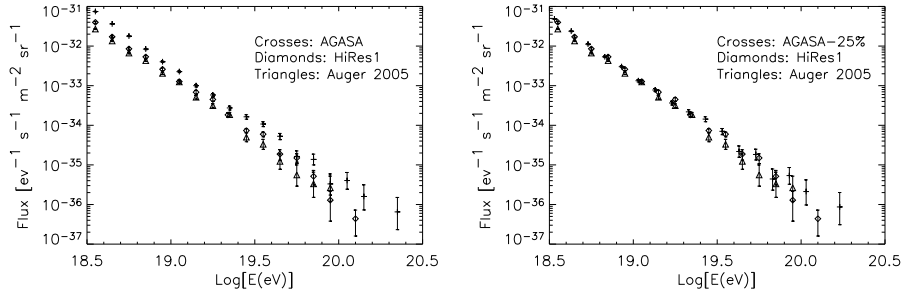 10−31
10−32
10−33
10−34
10−35
10−36
10−37
Flux [ev−1 s−1 m−2 sr−1
Crosses: AGASA
Diamonds: HiRes1
Triangles: Auger 2005
18.5 19.0 19.5 20.0 20.5
Log[E(eV)]
10−31
10−32
10−33
10−34
10−35
10−36
10−37
Flux [ev−1 s−1 m−2 sr−1
Crosses: AGASA−25%
Diamonds: HiRes1
Triangles: Auger 2005
18.5 19.0 19.5 20.0 20.5
Log[E(eV)]